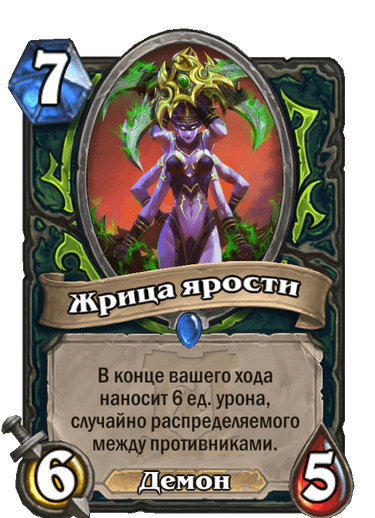 7
Жрица ярости
В конце вашего хода
наносит 6 ед. урона,
случайно распределяемого
между противниками.
6
Демон
5